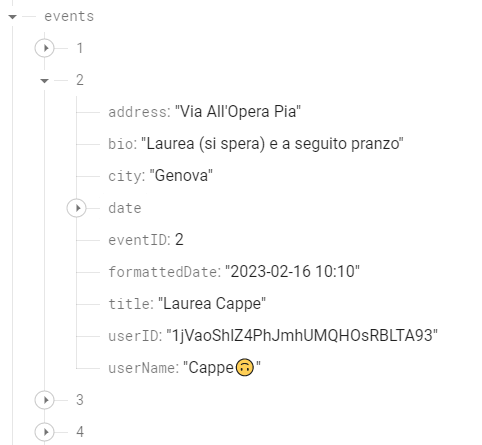 events
1
2
address: "Via All'Opera Pia"
bio: "Laurea (si spera) e a seguito pranzo"
city: "Genova"
date
eventID: 2
formattedDate: "2023-02-16 10:10"
title: "Laurea Cappe"
userID: "1jVaoShIZ4PhJmhUMQHOsRBLTA93"
userName: "Cappe🙃"
3
4